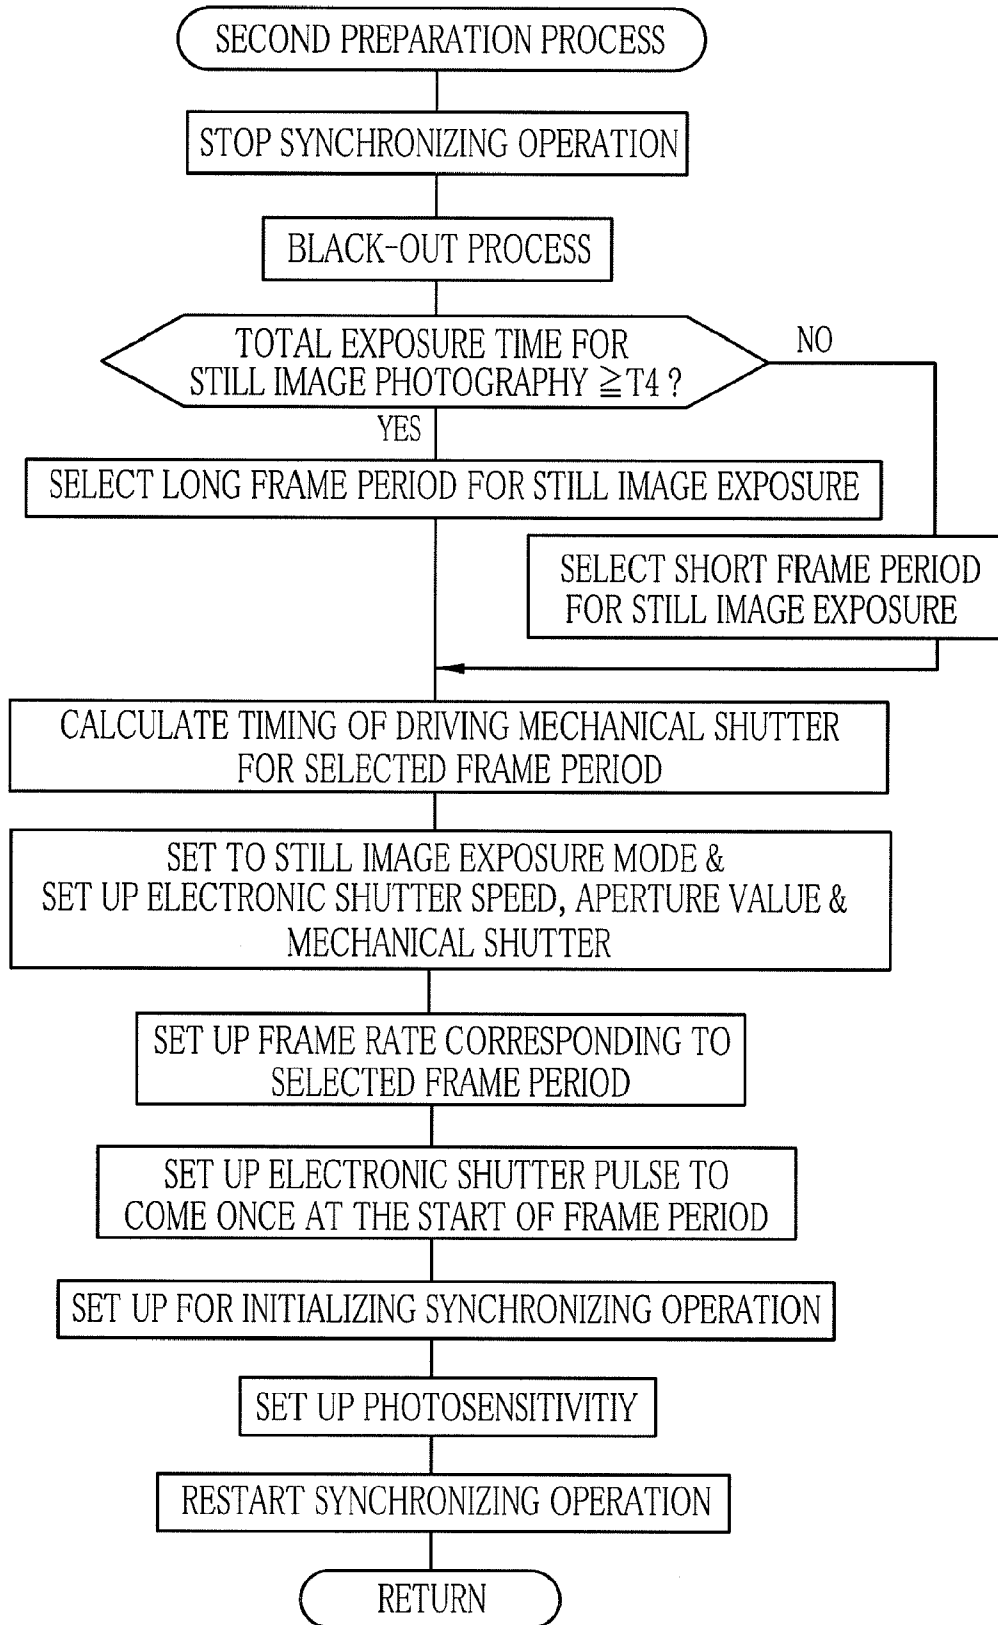 SECOND PREPARATION PROCESS
STOP SYNCHRONIZING OPERATION
BLACK-OUT PROCESS
TOTAL EXPOSURE TIME FOR
STILL IMAGE PHOTOGRAPHY ≧T4 ?
NO
YES
SELECT LONG FRAME PERIOD FOR STILL IMAGE EXPOSURE
SELECT SHORT FRAME PERIOD
FOR STILL IMAGE EXPOSURE
CALCULATE TIMING OF DRIVING MECHANICAL SHUTTER
FOR SELECTED FRAME PERIOD
SET TO STILL IMAGE EXPOSURE MODE &
SET UP ELECTRONIC SHUTTER SPEED, APERTURE VALUE &
MECHANICAL SHUTTER
SET UP FRAME RATE CORRESPONDING TO
SELECTED FRAME PERIOD
SET UP ELECTRONIC SHUTTER PULSE TO
COME ONCE AT THE START OF FRAME PERIOD
SET UP FOR INITIALIZING SYNCHRONIZING OPERATION
SET UP PHOTOSENSITIVITIY
RESTART SYNCHRONIZING OPERATION
RETURN